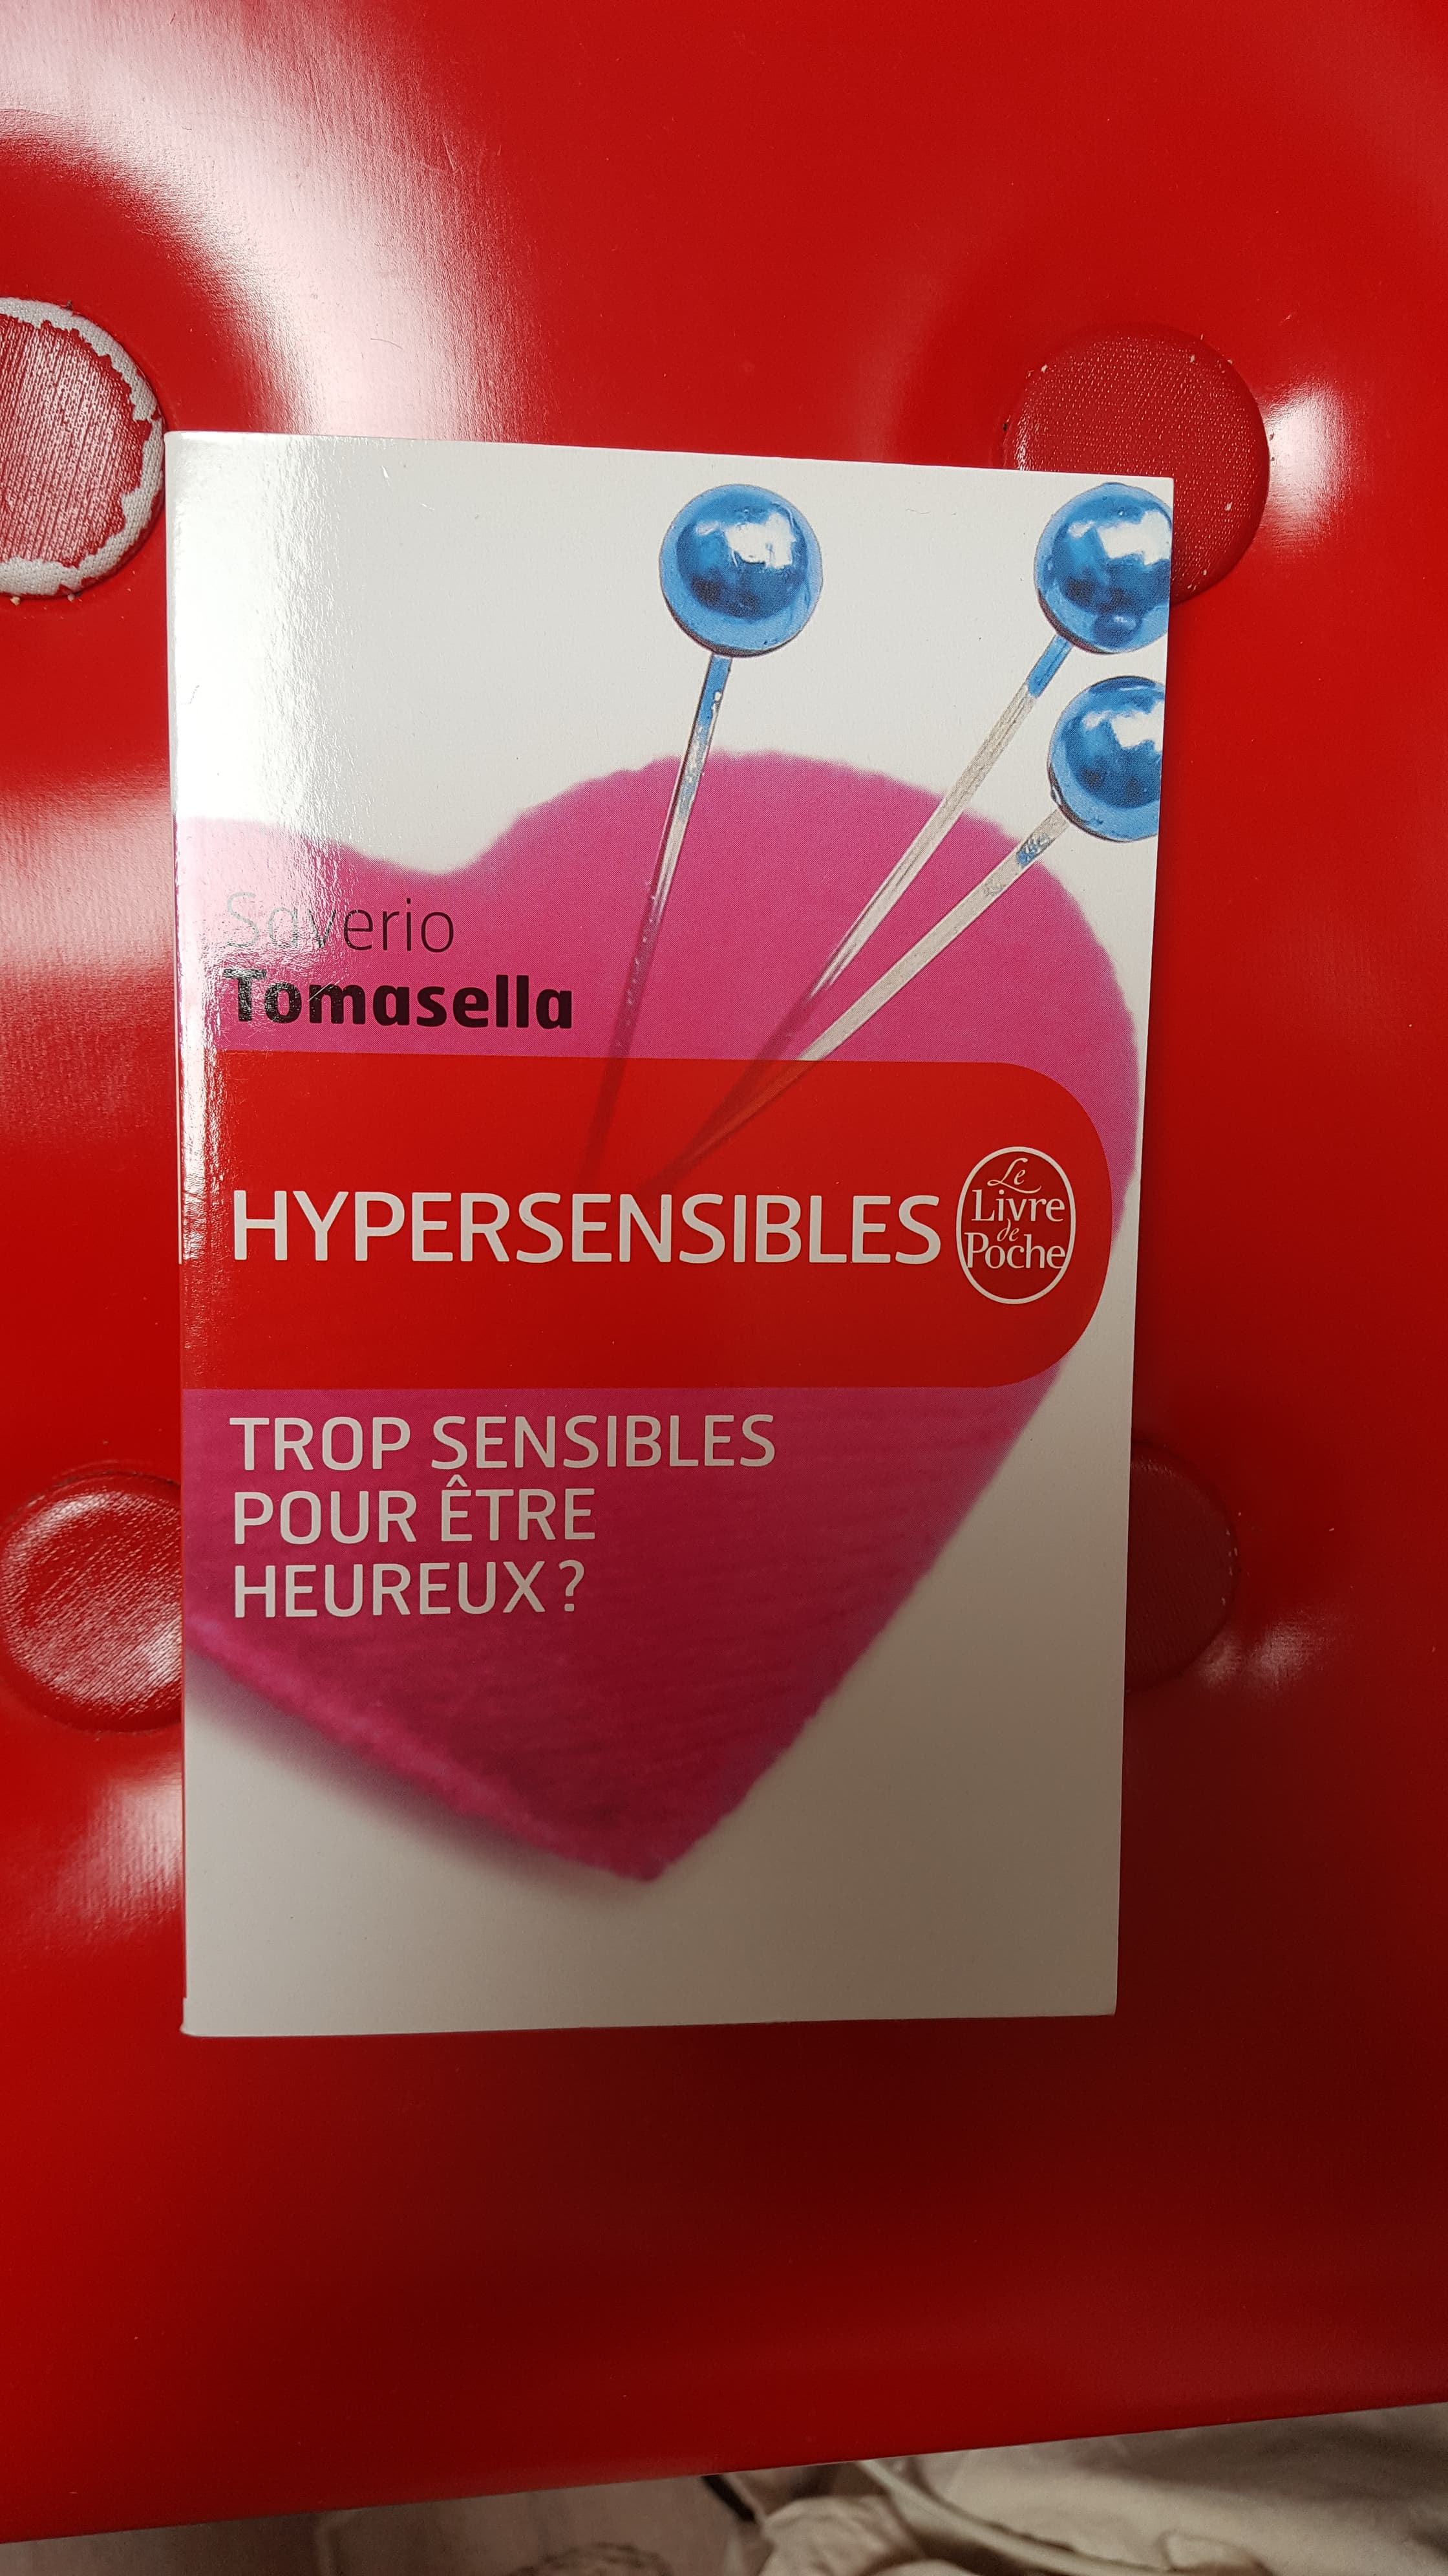 Saverio
Tomasella
HYPERSENSIBLES
Le
Livre
de
Poche
TROP SENSIBLES
POUR ÊTRE
HEUREUX ?